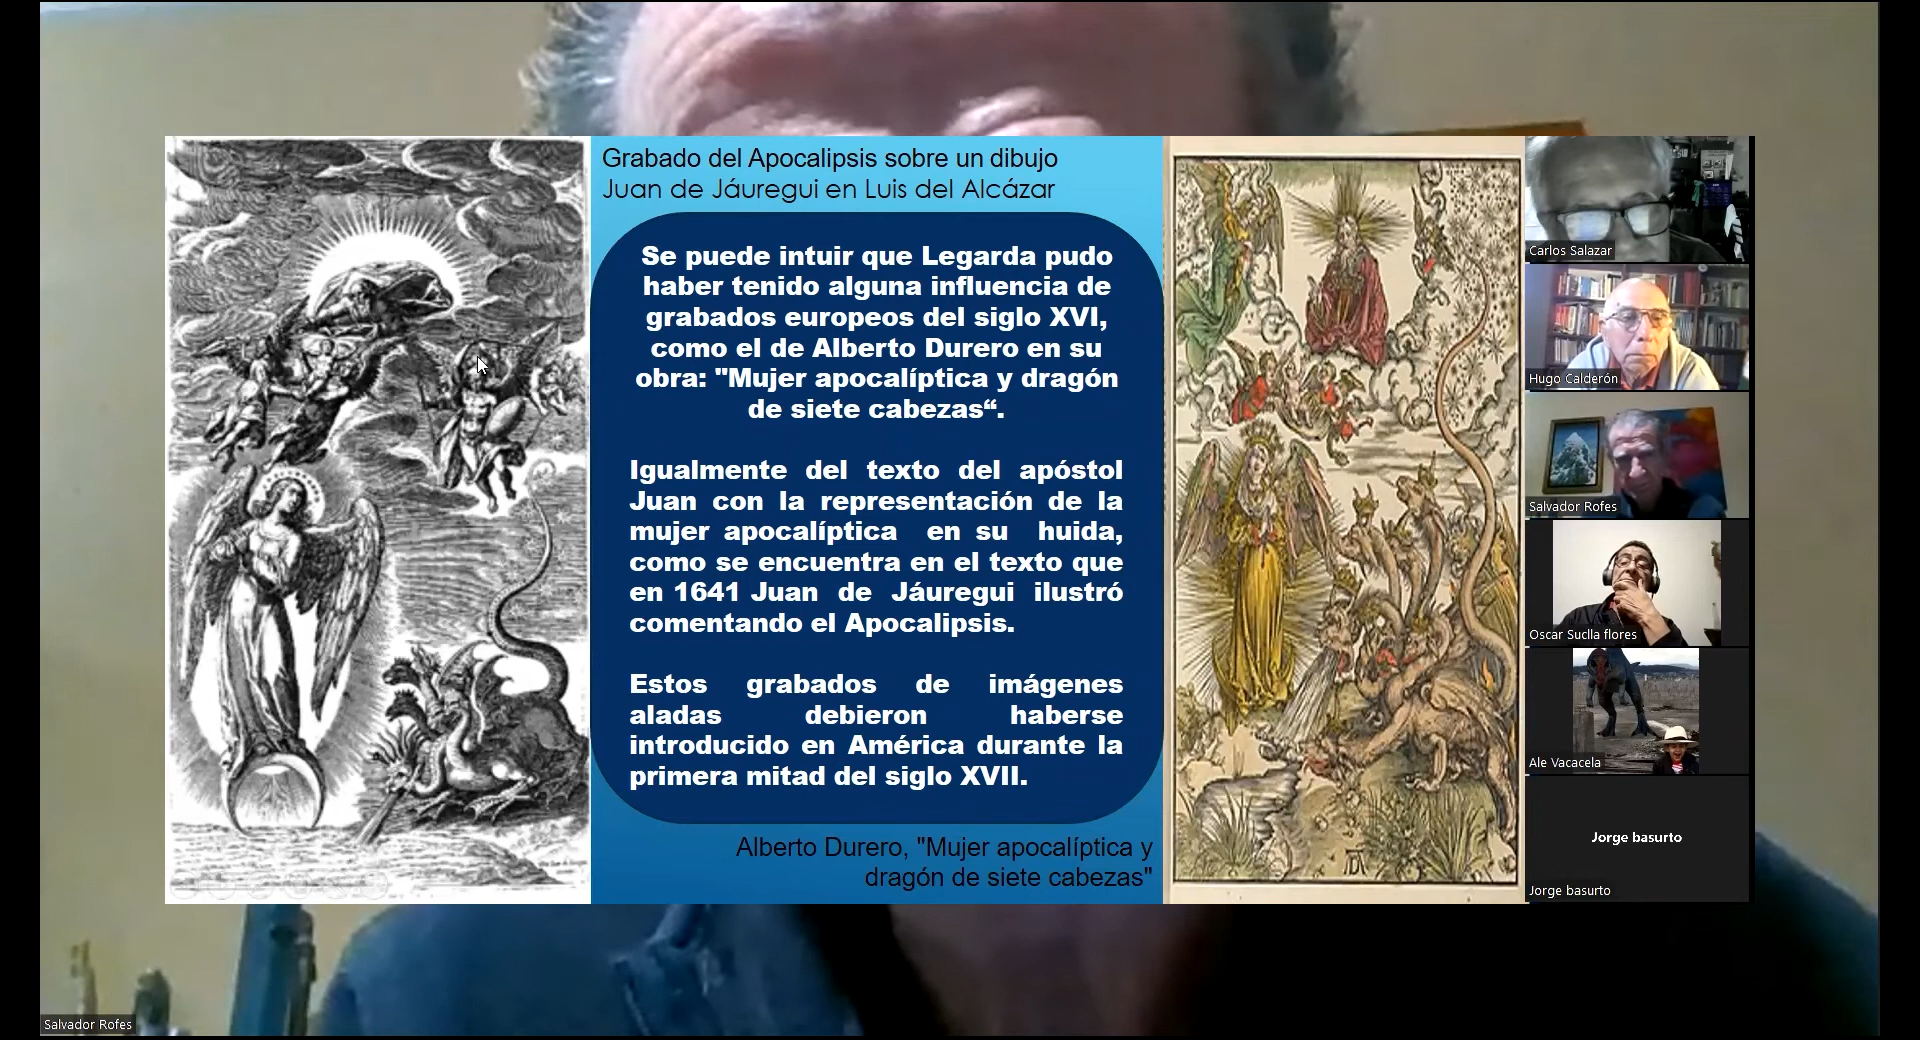 Grabado del Apocalipsis sobre un dibujo
Juan de Jáuregui en Luis del Alcázar
Se puede intuir que Legarda pudo
haber tenido alguna influencia de
grabados europeos del siglo XVI,
como el de Alberto Durero en su
obra: "Mujer apocalíptica y dragón
de siete cabezas“.
Igualmente del texto del apóstol
Juan con la representación de la
mujer apocalíptica en su huida,
como se encuentra en el texto que
en 1641 Juan de Jáuregui ilustró
comentando el Apocalipsis.
Estos grabados de imágenes
aladas debieron haberse
introducido en América durante la
primera mitad del siglo XVII.
Alberto Durero, "Mujer apocalíptica y
dragón de siete cabezas"
AD
Carlos Salazar
Hugo Calderón
Salvador Rofes
Oscar Suclla flores
Ale Vacacela
Jorge basurto
Jorge basurto
Salvador Rofes